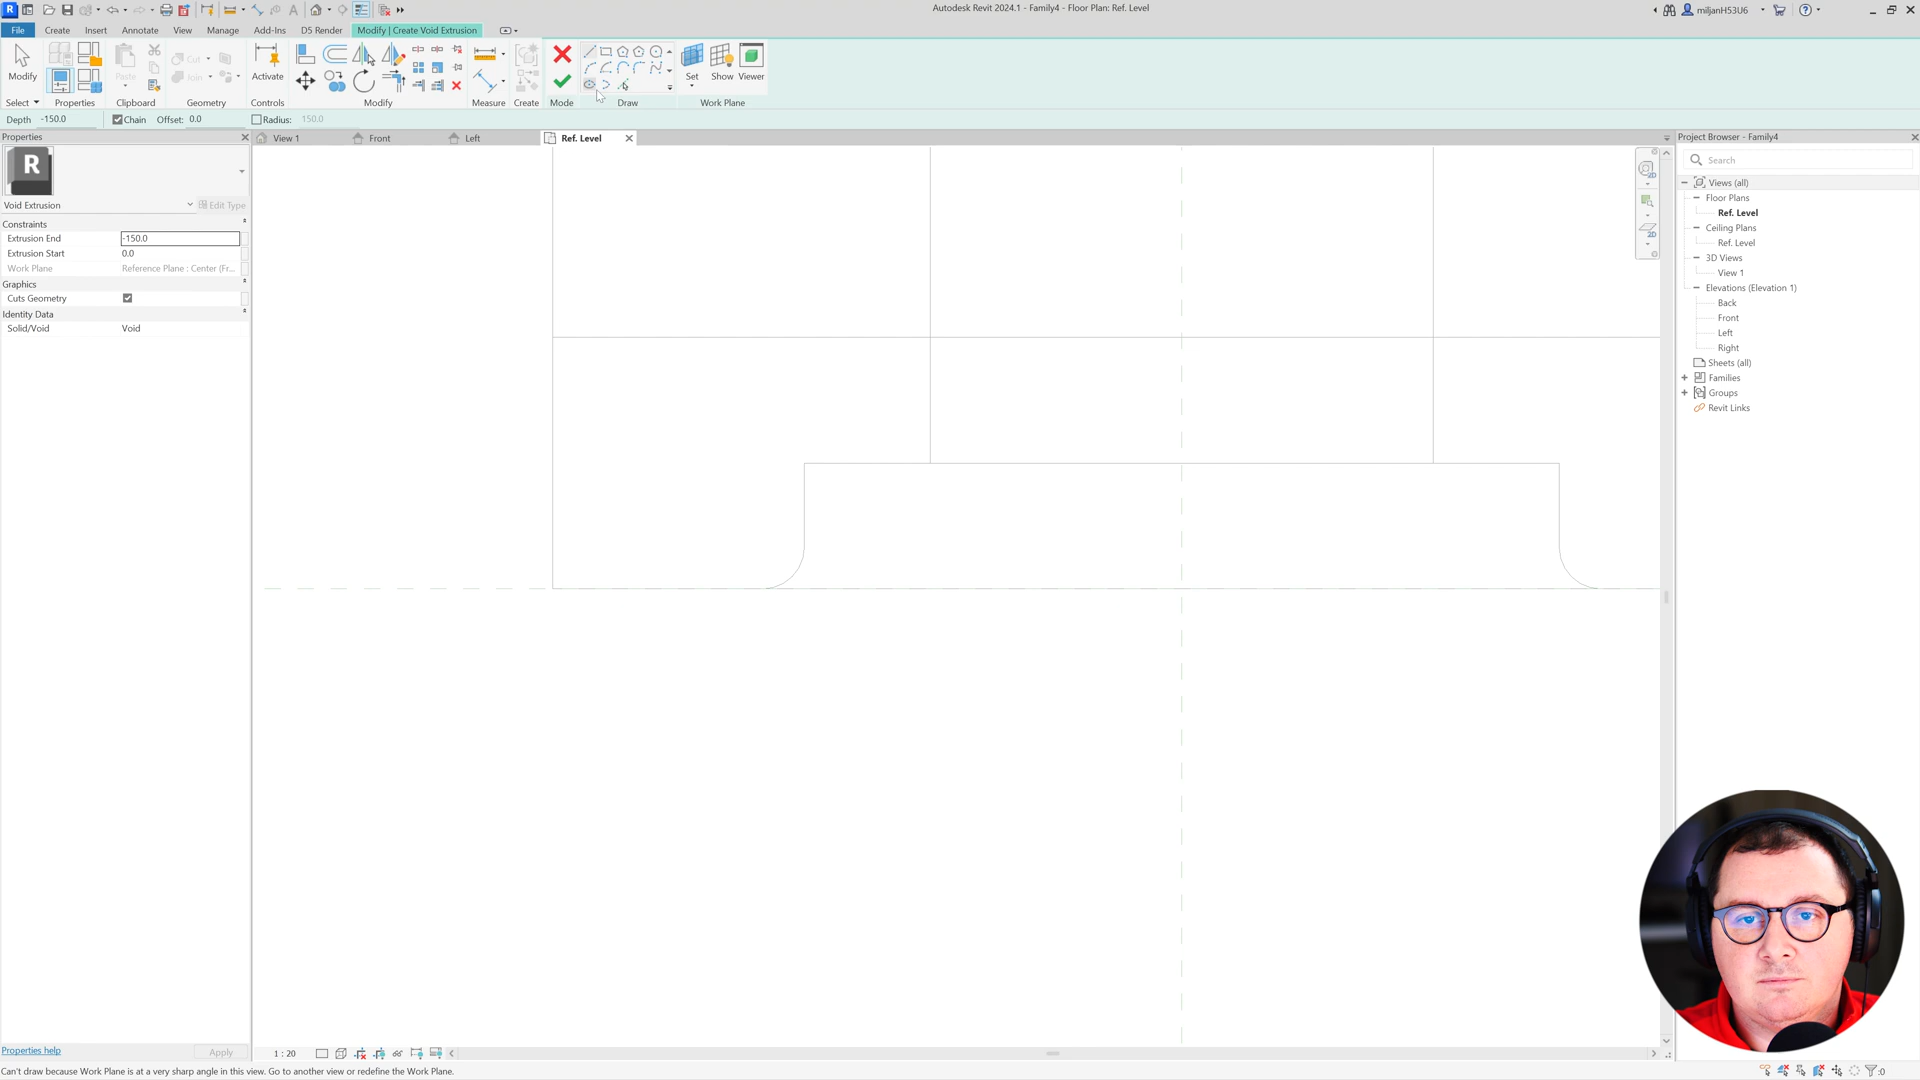 Autodesk Revit 2024.1 - Family4 - Floor Plan: Ref. Level
miljanH53U6
File
Create
Insert
Annotate
View
Manage
Add-Ins
D5 Render
Modify | Create Void Extrusion
Modify
Paste
Cut
Join
Activate
Create
Set
Show
Viewer
Select
Properties
Clipboard
Geometry
Controls
Modify
Measure
Create
Mode
Draw
Work Plane
Depth -150.0
Chain
Offset: 0.0
Radius: 150.0
Properties
View 1
Front
Left
Ref. Level
Project Browser - Family4
R
Search
Void Extrusion
Edit Type
Constraints
Extrusion End -150.0
Extrusion Start 0.0
Work Plane Reference Plane : Center (Fr...
Graphics
Cuts Geometry
Identity Data
Solid/Void Void
2D
2D
Views (all)
Floor Plans
Ref. Level
Ceiling Plans
Ref. Level
3D Views
View 1
Elevations (Elevation 1)
Back
Front
Left
Right
Sheets (all)
Families
Groups
Revit Links
Properties help
Apply
1 : 20
Can't draw because Work Plane is at a very sharp angle in this view. Go to another view or redefine the Work Plane.
:0